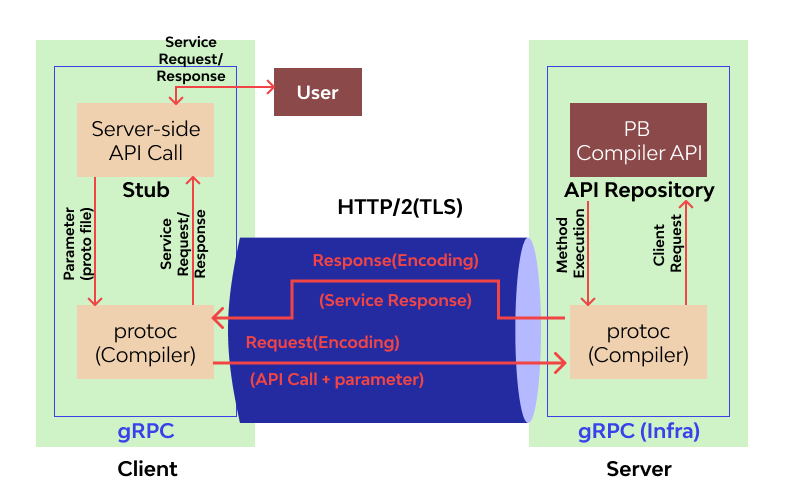 Service
Request/
Response
User
Server-side
API Call
Stub
Parameter
(proto file)
Service
Request/
Response
protoc
(Compiler)
gRPC
Client
HTTP/2(TLS)
Response(Encoding)
(Service Response)
Request(Encoding)
(API Call + parameter)
PB
Compiler API
API Repository
Method
Execution
Client
Request
protoc
(Compiler)
gRPC (Infra)
Server